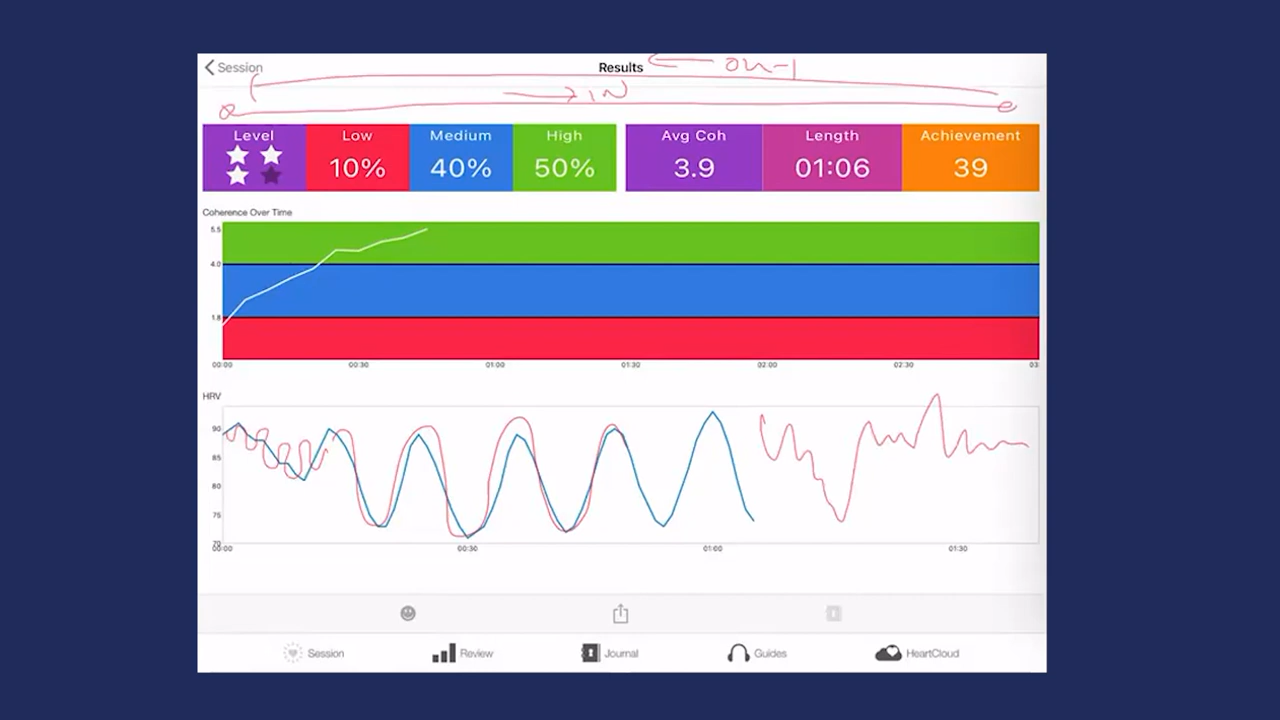 Session
Results
IN
Level
Low
Medium
High
Avg Coh
Length
Achievement
10%
40%
50%
3.9
01:06
39
Coherence Over Time
5.5
4.0
1.8
00:00
00:30
01:00
01:30
02:00
02:30
HRV
90
85
80
75
70
00:00
00:30
01:00
01:30
Session
Review
Journal
Guides
HeartCloud